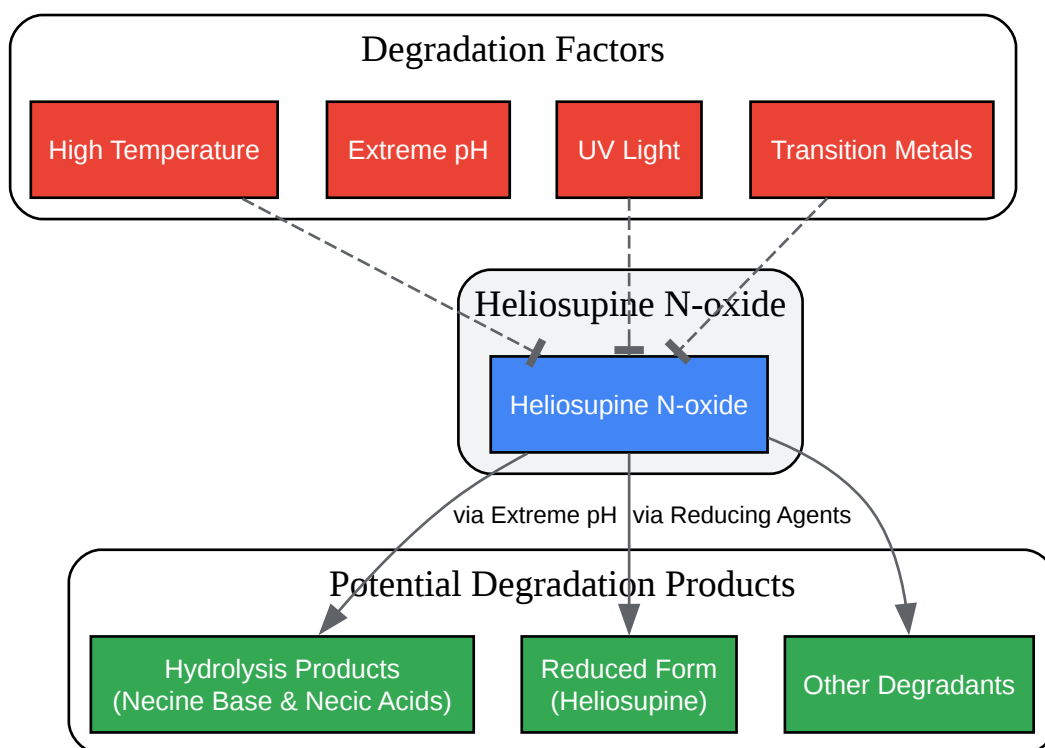 Degradation Factors
High Temperature
Extreme pH
UV Light
Transition Metals
Heliosupine N-oxide
Heliosupine N-oxide
via Extreme pH
via Reducing Agents
Potential Degradation Products
Hydrolysis Products
(Necine Base & Necic Acids)
Reduced Form
(Heliosupine)
Other Degradants